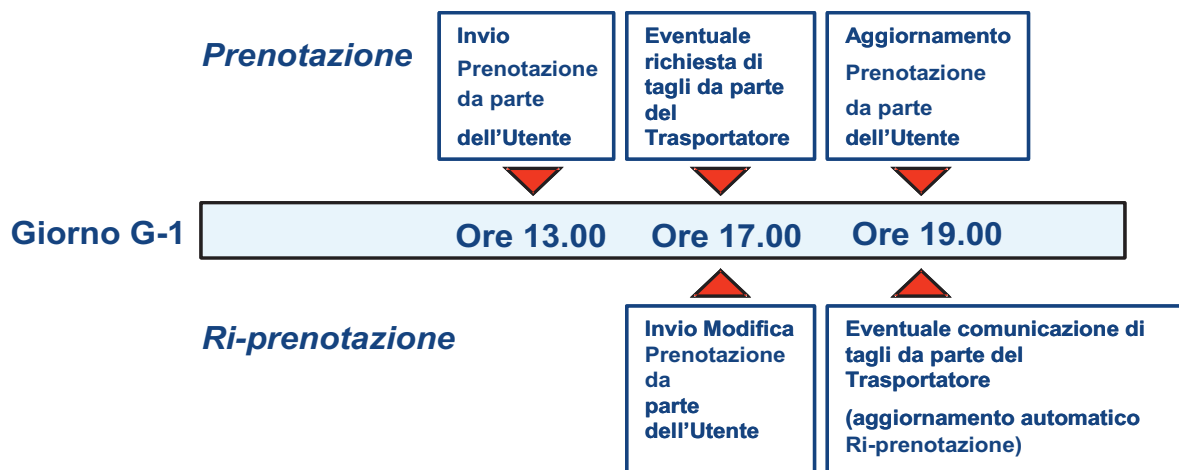 Prenotazione
Invio
Prenotazione
da parte
dell’Utente
Eventuale
richiesta di
tagli da parte
del
Trasportatore
Aggiornamento
Prenotazione
da parte
dell’Utente
Giorno G-1
Ore 13.00
Ore 17.00
Ore 19.00
Ri-prenotazione
Invio Modifica
Prenotazione
da
parte
dell’Utente
Eventuale comunicazione di
tagli da parte del
Trasportatore
(aggiornamento automatico
Ri-prenotazione)